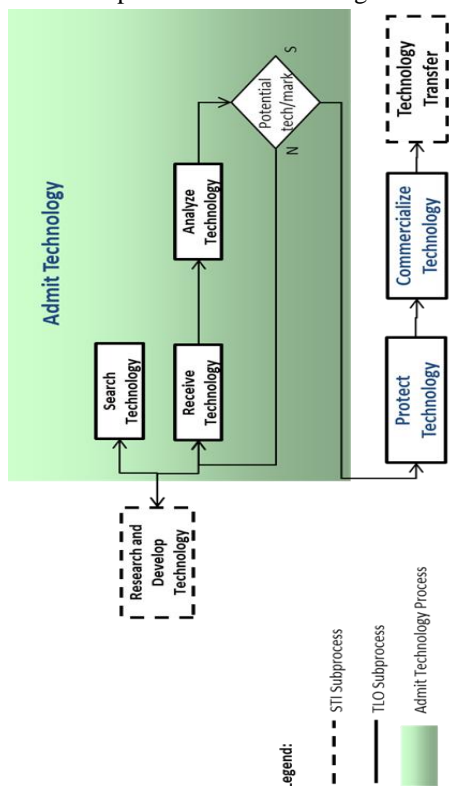 Admit Technology
Research and
Develop
Technology
Search
Technology
Receive
Technology
Analyze
Technology
Potential
tech/mark
S
N
Protect
Technology
Commercialize
Technology
Technology
Transfer
egend:
STI Subprocess
TLO Subprocess
Admit Technology Process